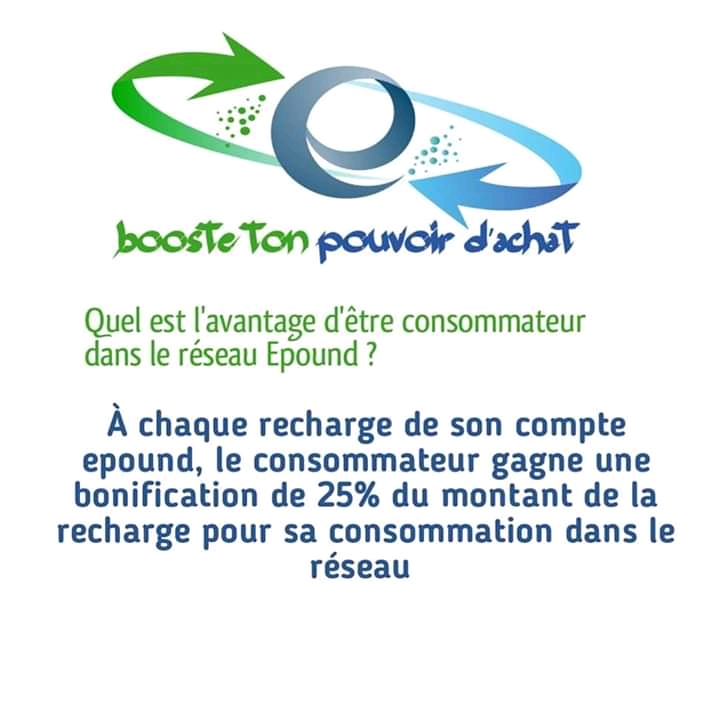 booste ton pouvoir d'achat
Quel est l'avantage d'être consommateur
dans le réseau Epound ?
À chaque recharge de son compte
epound, le consommateur gagne une
bonification de 25% du montant de la
recharge pour sa consommation dans le
réseau